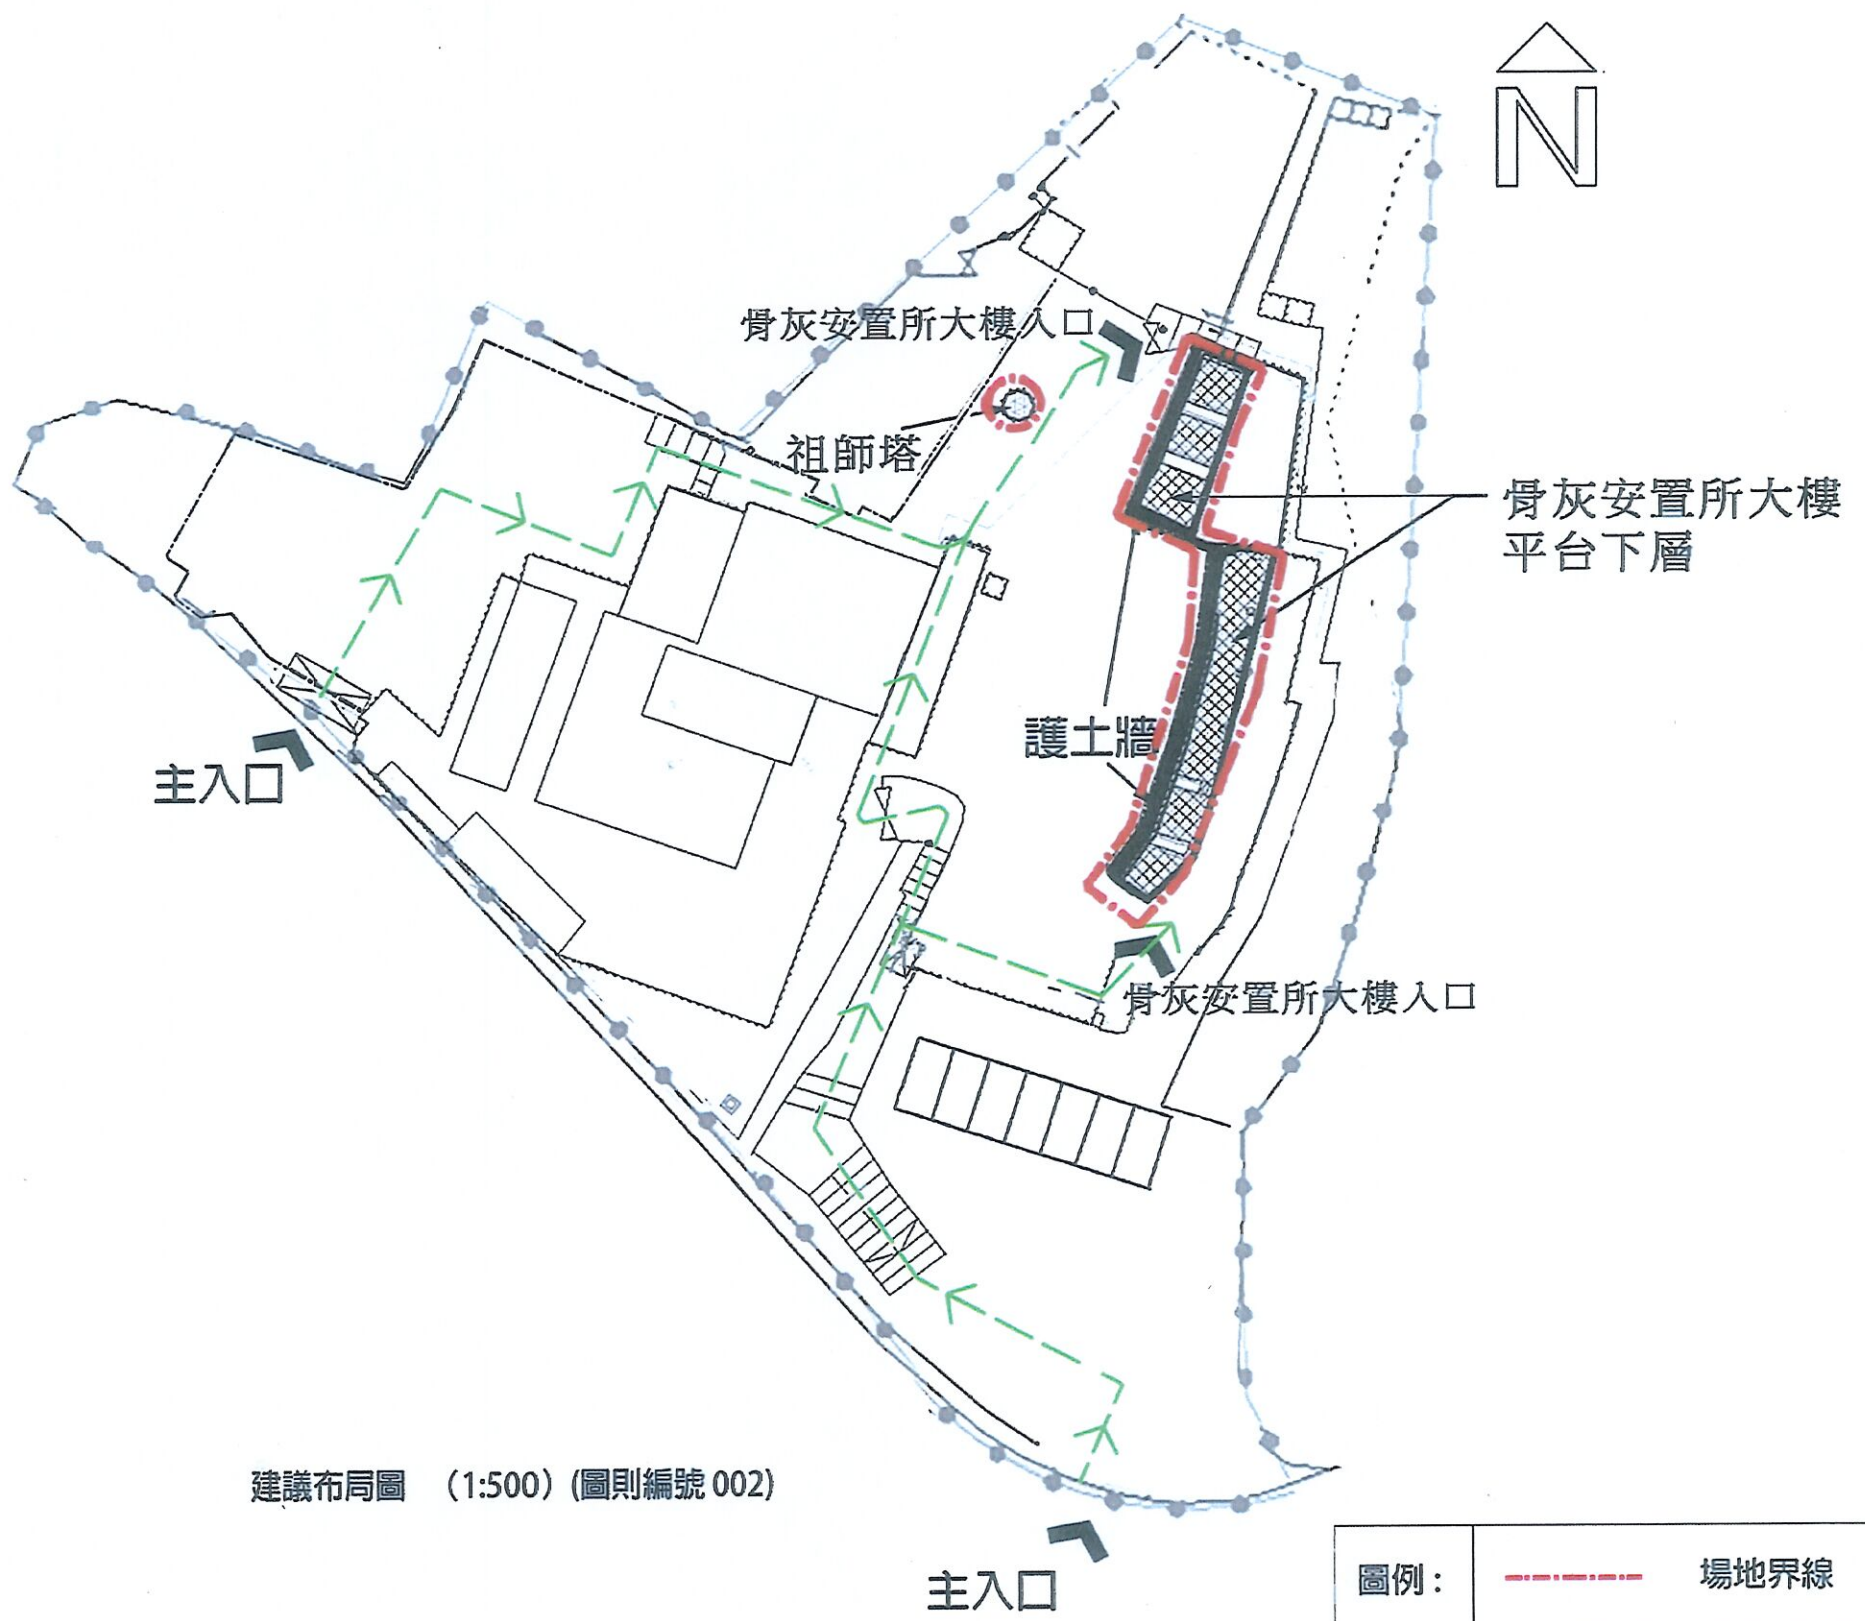 N
骨灰安置所大樓入口
祖師塔
骨灰安置所大樓
平台下層
護土牆
主入口
骨灰安置所大樓入口
建議布局圖 （1:500）(圖則編號 002)
主入口
圖例 :
場地界線